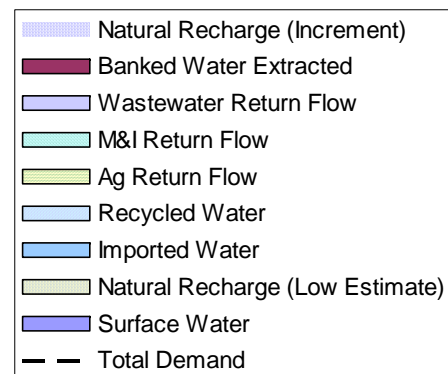 Natural Recharge (Increment)
Banked Water Extracted
Wastewater Return Flow
M&I Return Flow
Ag Return Flow
Recycled Water
Imported Water
Natural Recharge (Low Estimate)
Surface Water
Total Demand